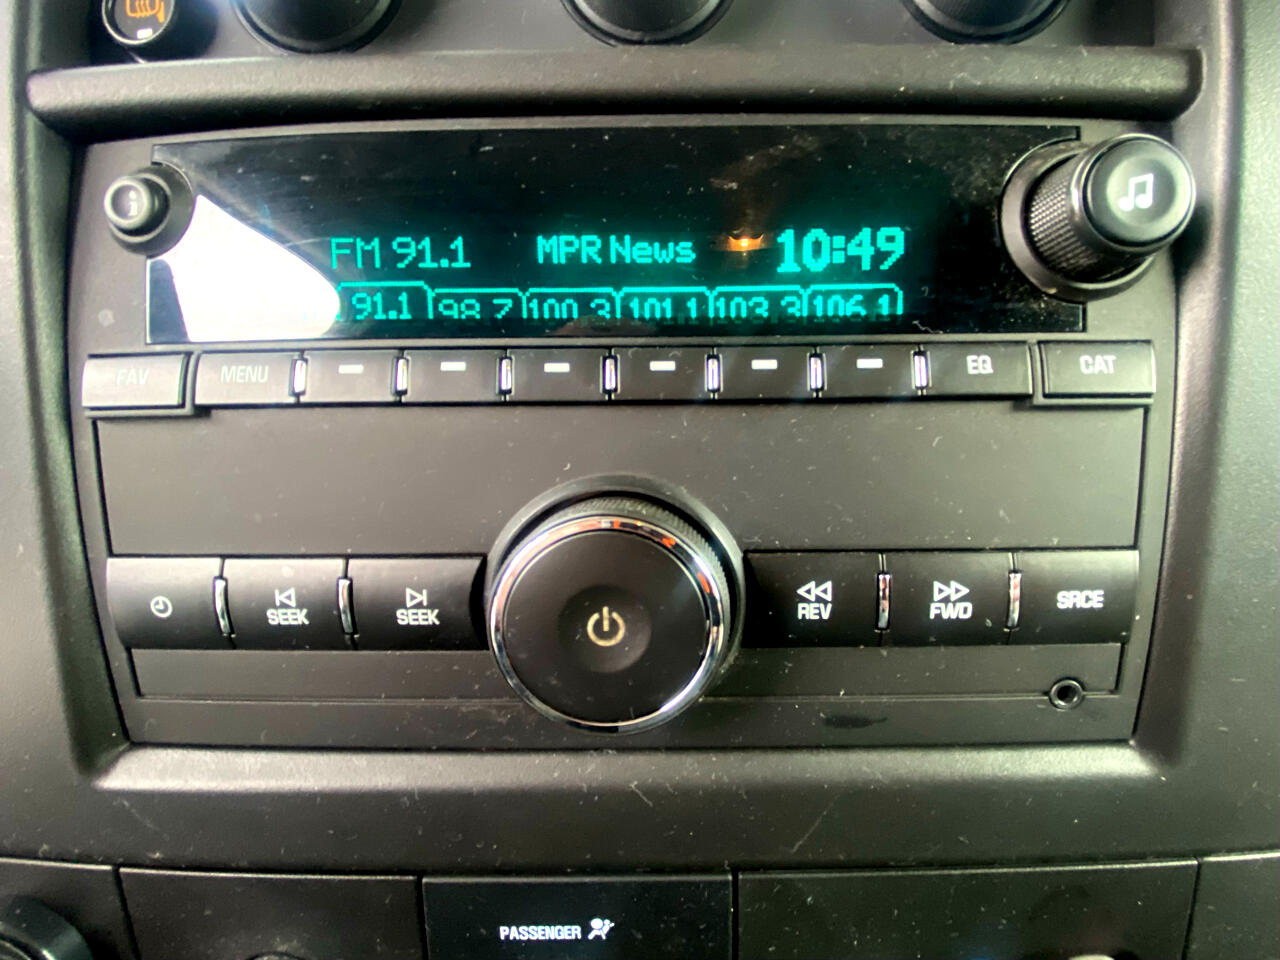 FM 91.1 MPR News 10:49
91.1 98.7 100.3 101.1 103.3 106.1
FAV MENU EQ CAT
SEEK SEEK REV FWD SRCE
PASSENGER